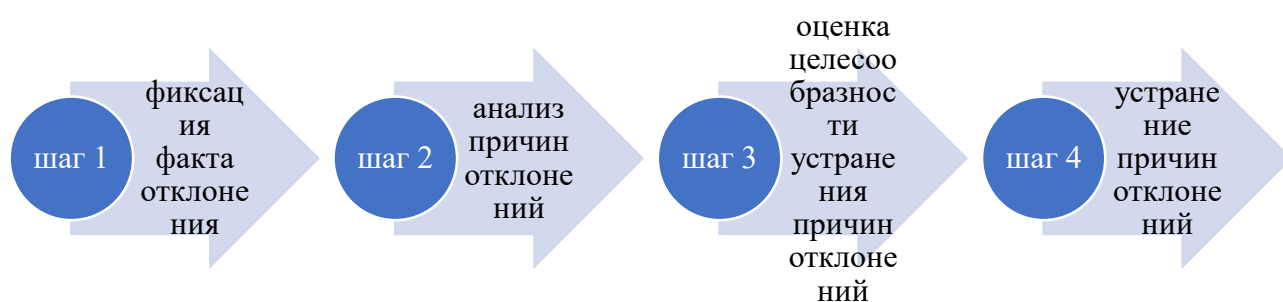 шаг 1
фиксац
ия
факта
отклоне
ния
шаг 2
анализ
причин
отклоне
ний
шаг 3
оценка
целесоо
бразнос
ти
устране
ния
причин
отклоне
ний
шаг 4
устране
ние
причин
отклоне
ний